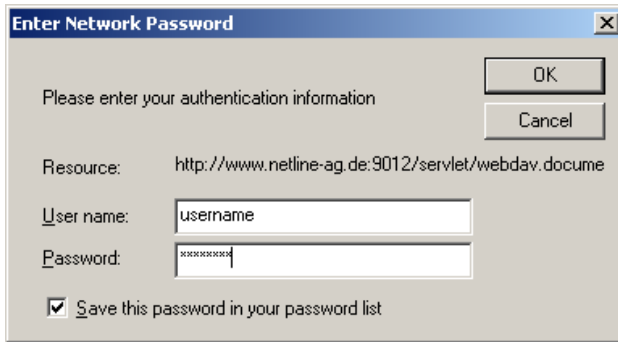 Enter Network Password
OK
Please enter your authentication information
Cancel
Resource: http://www.netline-ag.de:9012/servlet/webdav.docume
User name: username
Password: ********
Save this password in your password list